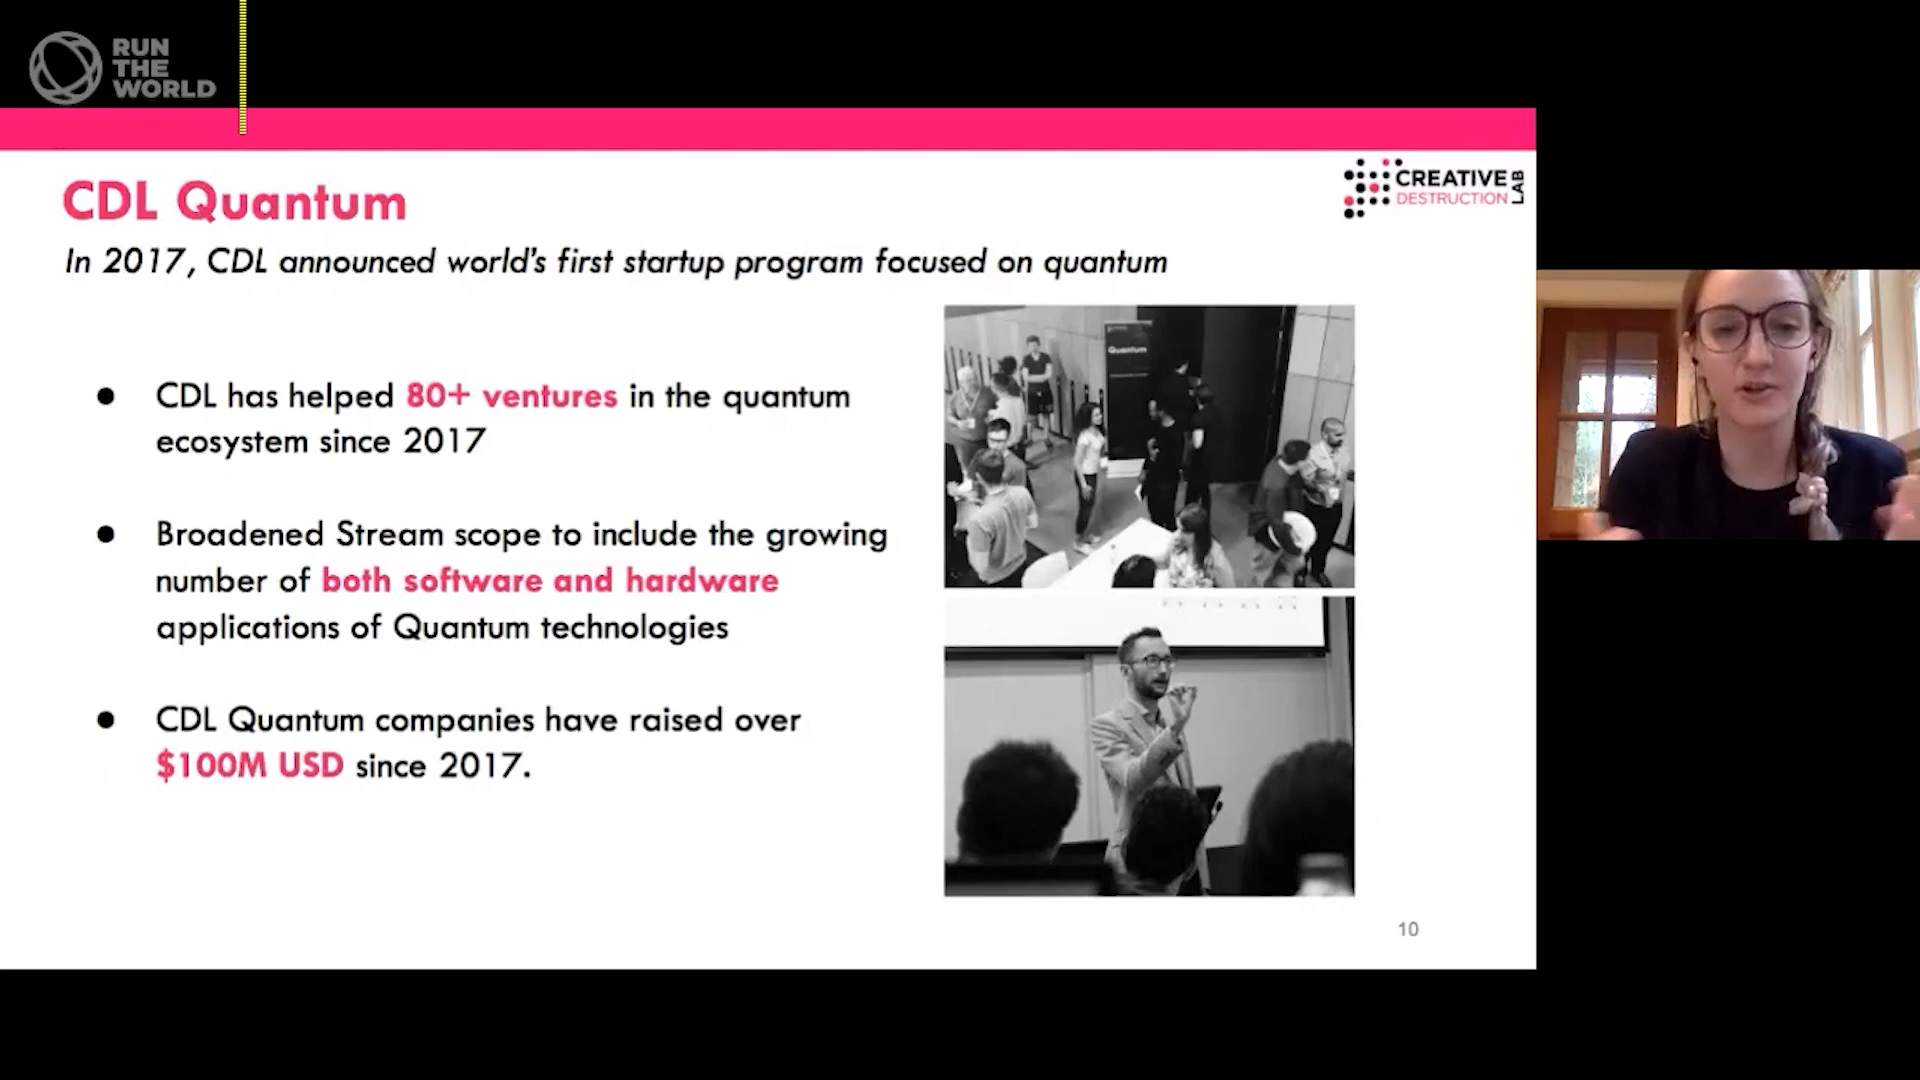 RUN
THE
WORLD
CREATIVE
DESTRUCTION
LAB
CDL Quantum
In 2017, CDL announced world's first startup program focused on quantum
● CDL has helped 80+ ventures in the quantum
ecosystem since 2017
● Broadened Stream scope to include the growing
number of both software and hardware
applications of Quantum technologies
● CDL Quantum companies have raised over
$100M USD since 2017.
Quantum
10